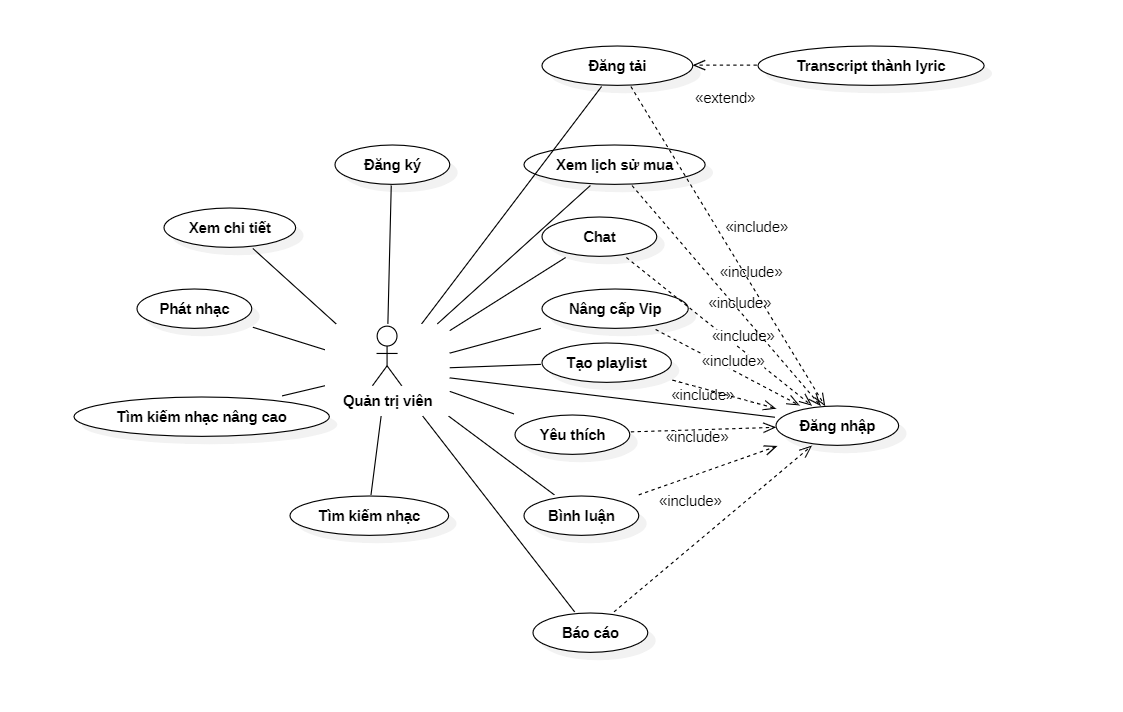 Đăng tải
Transcript thành lyric
«extend»
Đăng ký
Xem lịch sử mua
Xem chi tiết
Chat
«include»
«include»
Phát nhạc
Nâng cấp Vip
«include»
«include»
Tạo playlist
«include»
Quản trị viên
«include»
Tìm kiếm nhạc nâng cao
Yêu thích
«include»
Đăng nhập
«include»
Tìm kiếm nhạc
Bình luận
Báo cáo